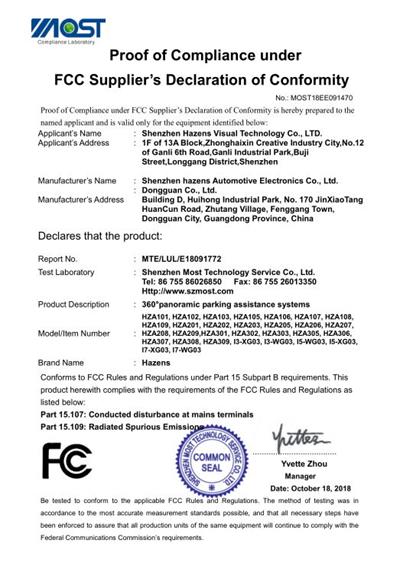 MOST
Compliance Laboratory
Proof of Compliance under
FCC Supplier's Declaration of Conformity
No.: MOST18EE091470
Proof of Compliance under FCC Supplier's Declaration of Conformity is hereby prepared to the
named applicant and is valid only for the equipment identified below:
Applicant's Name : Shenzhen Hazens Visual Technology Co., LTD.
Applicant's Address : 1F of 13A Block,Zhonghaixin Creative Industry City,No.12
of Ganli 6th Road,Ganli Industrial Park,Buji
Street,Longgang District,Shenzhen
Manufacturer's Name : Shenzhen hazens Automotive Electronics Co., Ltd.
: Dongguan Co., Ltd.
Manufacturer's Address : Building D, Huihong Industrial Park, No. 170 JinXiaoTang
HuanCun Road, Zhutang Village, Fenggang Town,
Dongguan City, Guangdong Province, China
Declares that the product:
Report No. : MTE/LUL/E18091772
Test Laboratory : Shenzhen Most Technology Service Co., Ltd.
Tel: 86 755 86026850 Fax: 86 755 26013350
Http://www.szmost.com
Product Description : 360°panoramic parking assistance systems
HZA101, HZA102, HZA103, HZA105, HZA106, HZA107, HZA108,
HZA109, HZA201, HZA202, HZA203, HZA205, HZA206, HZA207,
Model/Item Number : HZA208, HZA209,HZA301, HZA302, HZA303, HZA305, HZA306,
HZA307, HZA308, HZA309, I3-XG03, I3-WG03, I5-WG03, I5-XG03,
I7-XG03, I7-WG03
Brand Name : Hazens
Conforms to FCC Rules and Regulations under Part 15 Subpart B requirements. This
product herewith complies with the requirements of the FCC Rules and Regulations as
listed below:
Part 15.107: Conducted disturbance at mains terminals
Part 15.109: Radiated Spurious Emissions
FC
SHENZHEN MOST TECHNOLOGY SERVICE CO., LTD.
COMMON
SEAL
Yvette
Yvette Zhou
Manager
Date: October 18, 2018
Be tested to conform to the applicable FCC Rules and Regulations. The method of testing was in
accordance to the most accurate measurement standards possible, and that all necessary steps have
been enforced to assure that all production units of the same equipment will continue to comply with the
Federal Communications Commission's requirements.